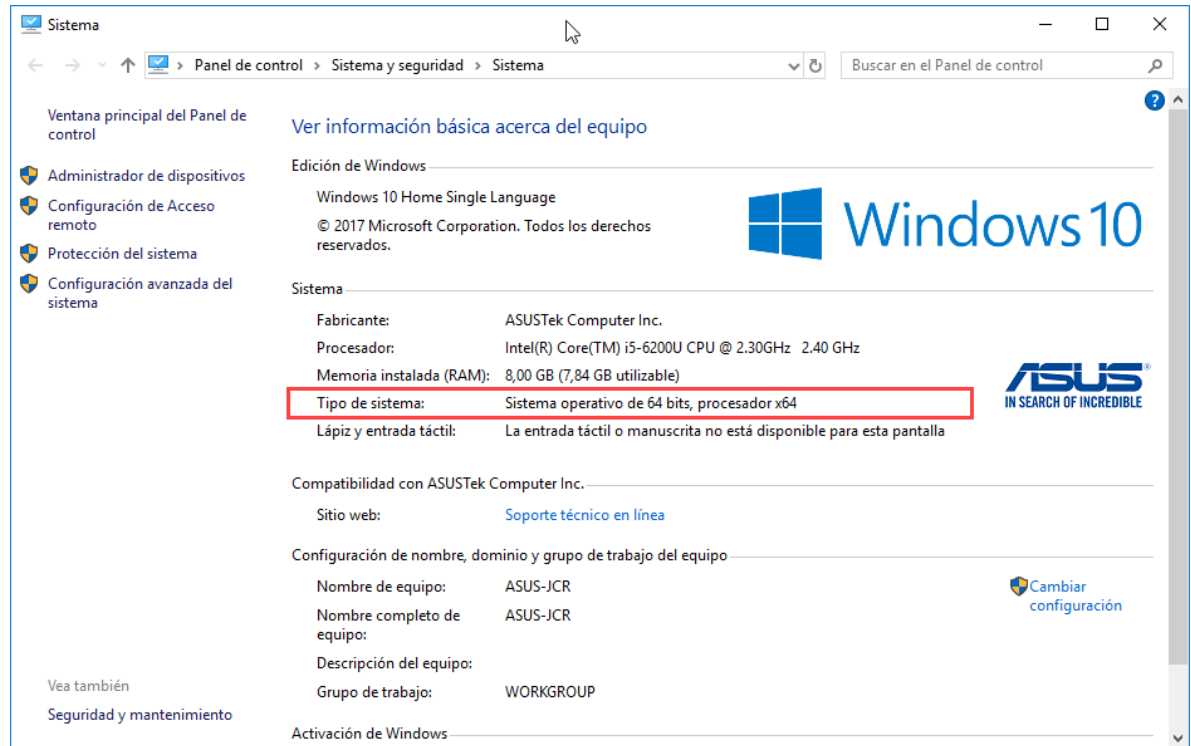 Sistema
Panel de control > Sistema y seguridad > Sistema
Buscar en el Panel de control
Ventana principal del Panel de
control
Administrador de dispositivos
Configuración de Acceso
remoto
Protección del sistema
Configuración avanzada del
sistema
Vea también
Seguridad y mantenimiento
?
Ver información básica acerca del equipo
Edición de Windows
Windows 10 Home Single Language
© 2017 Microsoft Corporation. Todos los derechos
reservados.
Windows 10
Sistema
Fabricante: ASUSTek Computer Inc.
Procesador: Intel(R) Core(TM) i5-6200U CPU @ 2.30GHz 2.40 GHz
Memoria instalada (RAM): 8,00 GB (7,84 GB utilizable)
Tipo de sistema: Sistema operativo de 64 bits, procesador x64
Lápiz y entrada táctil: La entrada táctil o manuscrita no está disponible para esta pantalla
ASUS®
IN SEARCH OF INCREDIBLE
Compatibilidad con ASUSTek Computer Inc.
Sitio web: Soporte técnico en línea
Configuración de nombre, dominio y grupo de trabajo del equipo
Nombre de equipo: ASUS-JCR
Nombre completo de ASUS-JCR
equipo:
Descripción del equipo:
Grupo de trabajo: WORKGROUP
Cambiar
configuración
Activación de Windows